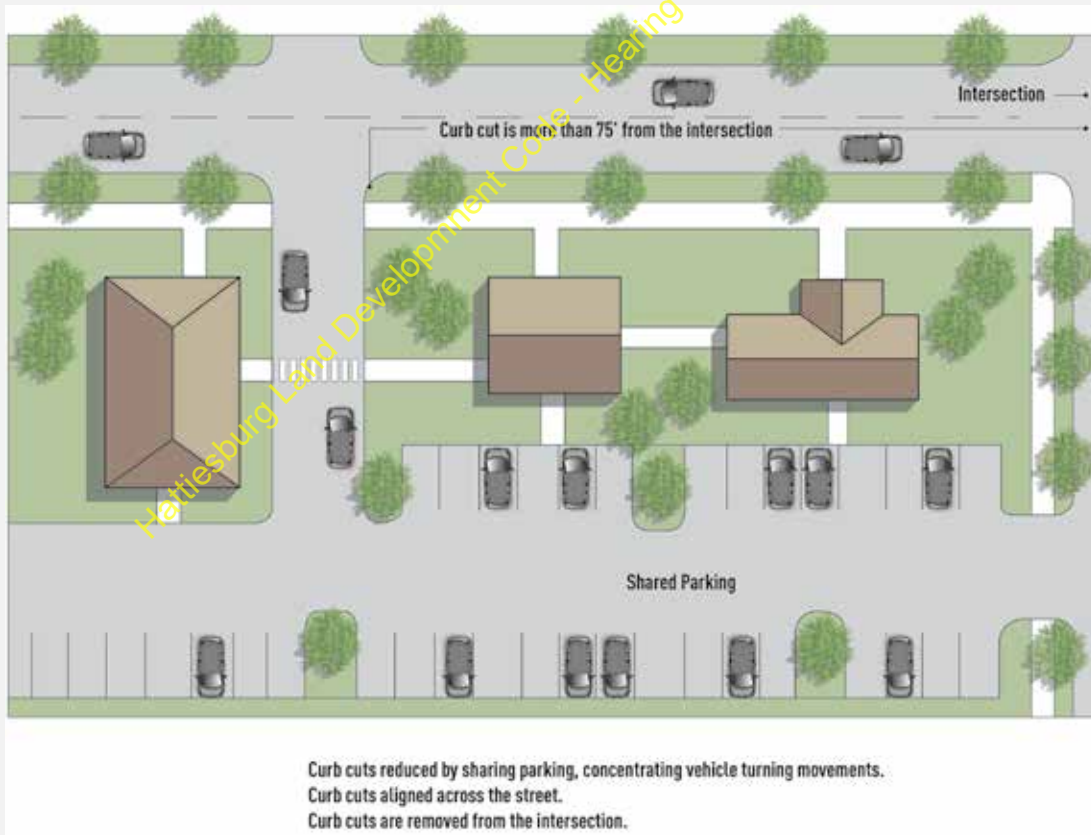 Intersection
Curb cut is more than 75' from the intersection
Hattiesburg Land Developmnent Code - Hearing
Shared Parking
Curb cuts reduced by sharing parking, concentrating vehicle turning movements.
Curb cuts aligned across the street.
Curb cuts are removed from the intersection.